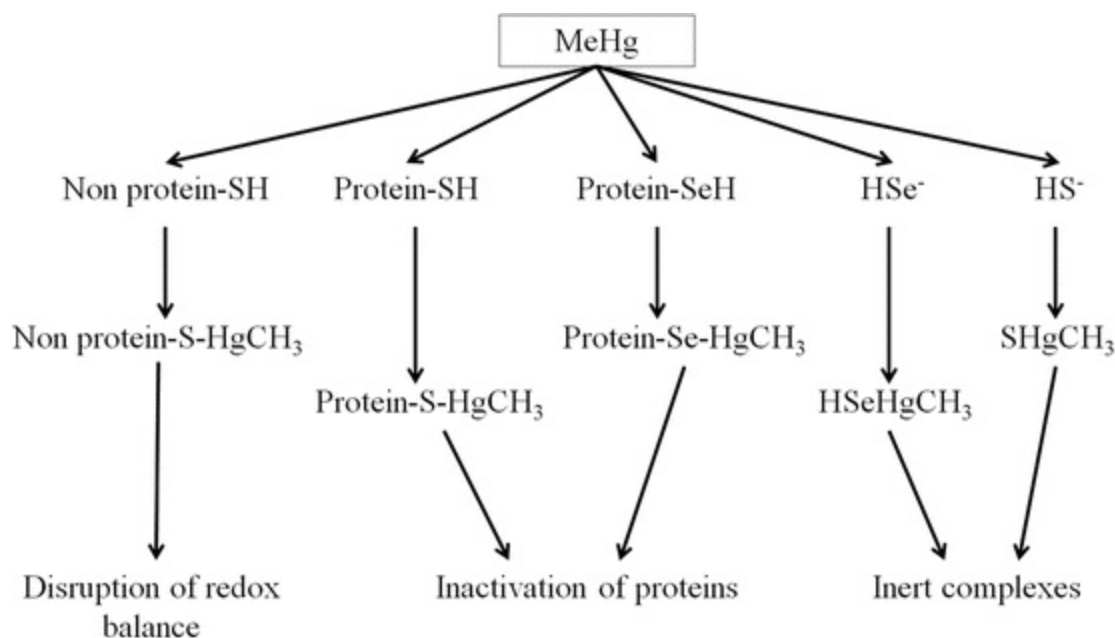 MeHg
Non protein-SH
Protein-SH
Protein-SeH
HSe⁻
HS⁻
Non protein-S-HgCH₃
Protein-Se-HgCH₃
SHgCH₃
Protein-S-HgCH₃
HSeHgCH₃
Disruption of redox
balance
Inactivation of proteins
Inert complexes